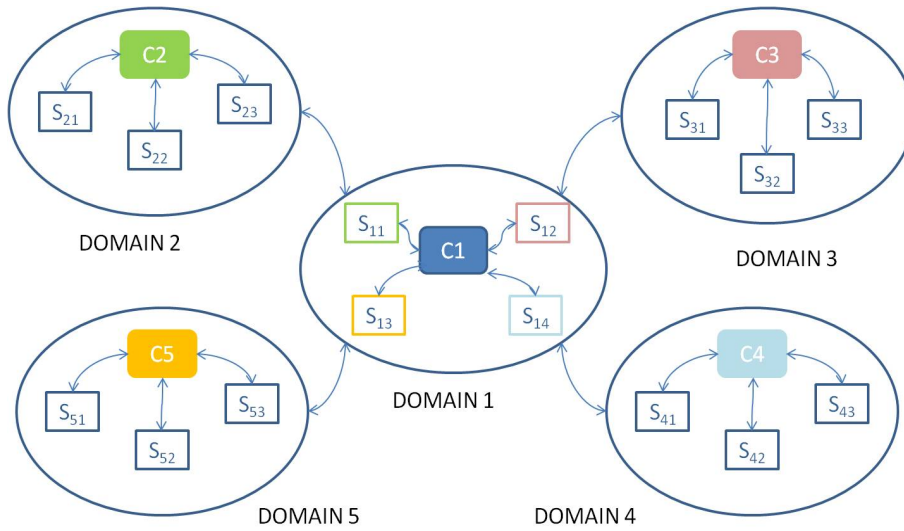 C2
S21
S22
S23
DOMAIN 2
C3
S31
S32
S33
DOMAIN 3
S11
S12
C1
S13
S14
DOMAIN 1
C5
S51
S52
S53
DOMAIN 5
C4
S41
S42
S43
DOMAIN 4